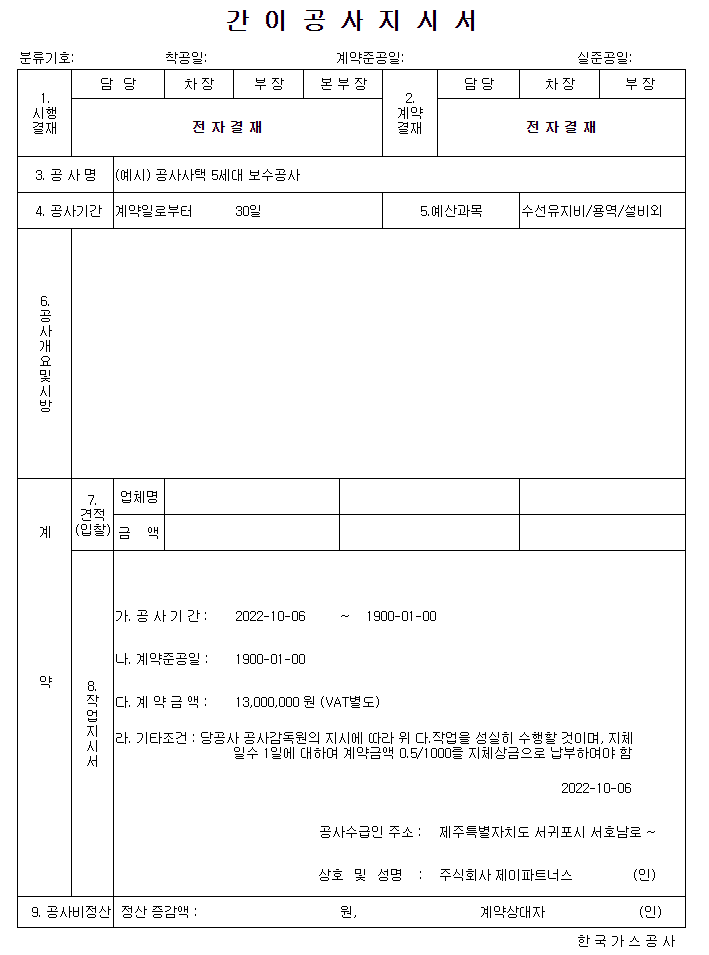 간 이 공 사 지 시 서
분류기호: 착공일: 계약준공일: 실준공일:
1. 시행 결재
담 당 차 장 부 장 본 부 장
전 자 결 재
2. 계약 결재
담 당 차 장 부 장
전 자 결 재
3. 공 사 명 (예시) 공사사택 5세대 보수공사
4. 공사기간 계약일로부터 30일 5.예산과목 수선유지비/용역/설비외
6. 공사개요및시방
계 약
7. 견적 (입찰)
업체명
금 액
8. 작업지시서
가. 공 사 기 간 : 2022-10-06 ~ 1900-01-00
나. 계약준공일 : 1900-01-00
다. 계 약 금 액 : 13,000,000 원 (VAT별도)
라. 기타조건 : 당공사 공사감독원의 지시에 따라 위 다.작업을 성실히 수행할 것이며, 지체
일수 1일에 대하여 계약금액 0.5/1000를 지체상금으로 납부하여야 함
2022-10-06
공사수급인 주소 : 제주특별자치도 서귀포시 서호남로 ~
상호 및 성명 : 주식회사 제이파트너스 (인)
9. 공사비정산 정산 증감액 : 원, 계약상대자 (인)
한 국 가 스 공 사